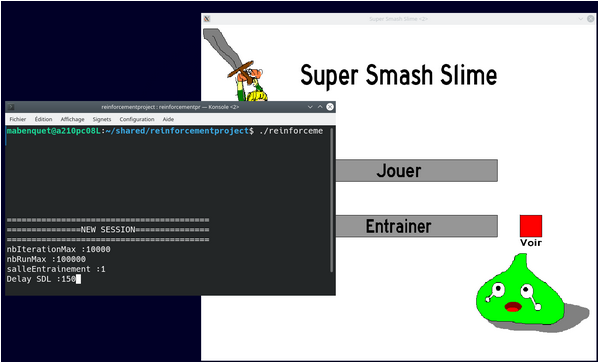 Super Smash Slime <2>
Super Smash Slime
reinforcementproject : reinforcementpr — Konsole <2>
Fichier Édition Affichage Signets Configuration Aide
mabenquet@a210pc08L:~/shared/reinforcementproject$ ./reinforceme
Jouer
==========================================
===============NEW SESSION===============
==========================================
nbIterationMax :10000
nbRunMax :100000
salleEntrainement :1
Delay SDL :150
Entrainer
Voir